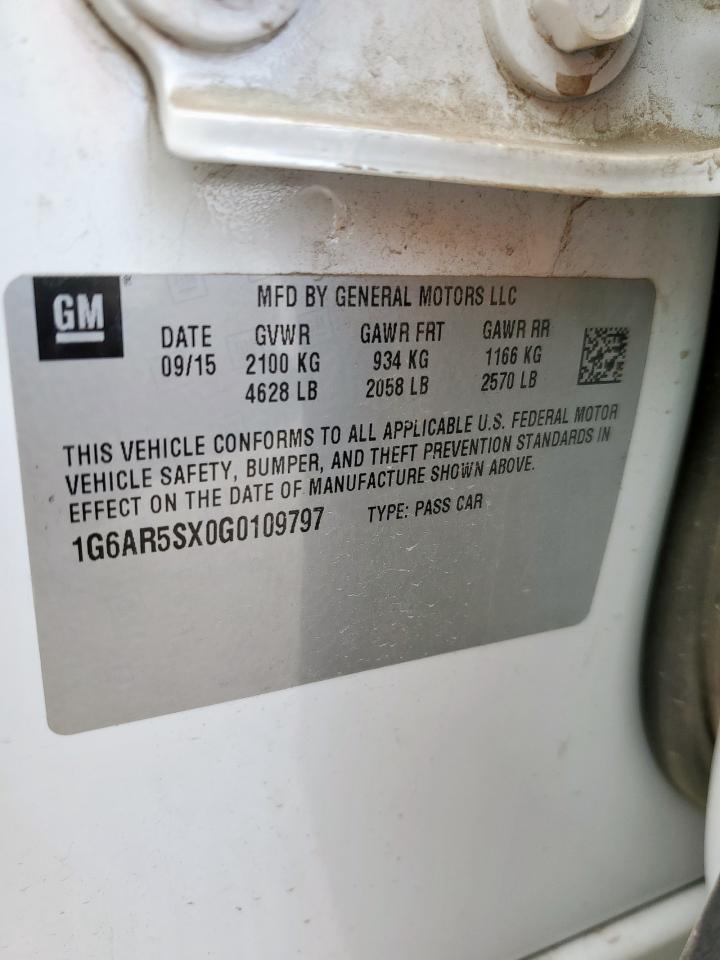 GM ®
MFD BY GENERAL MOTORS LLC
DATE GVWR GAWR FRT GAWR RR
09/15 2100 KG 934 KG 1166 KG
4628 LB 2058 LB 2570 LB
THIS VEHICLE CONFORMS TO ALL APPLICABLE U.S. FEDERAL MOTOR
VEHICLE SAFETY, BUMPER, AND THEFT PREVENTION STANDARDS IN
EFFECT ON THE DATE OF MANUFACTURE SHOWN ABOVE.
1G6AR5SX0G0109797 TYPE: PASS CAR